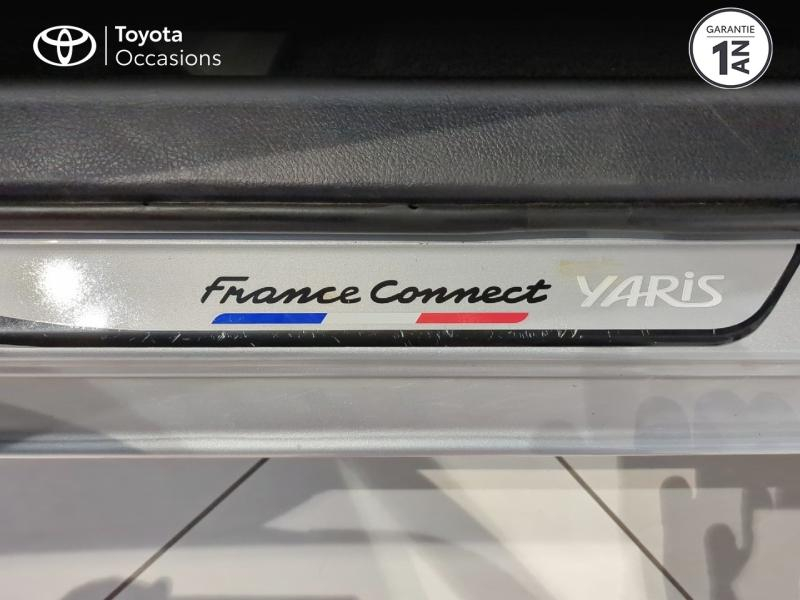 Toyota
Occasions
GARANTIE
1 AN
France Connect YARiS